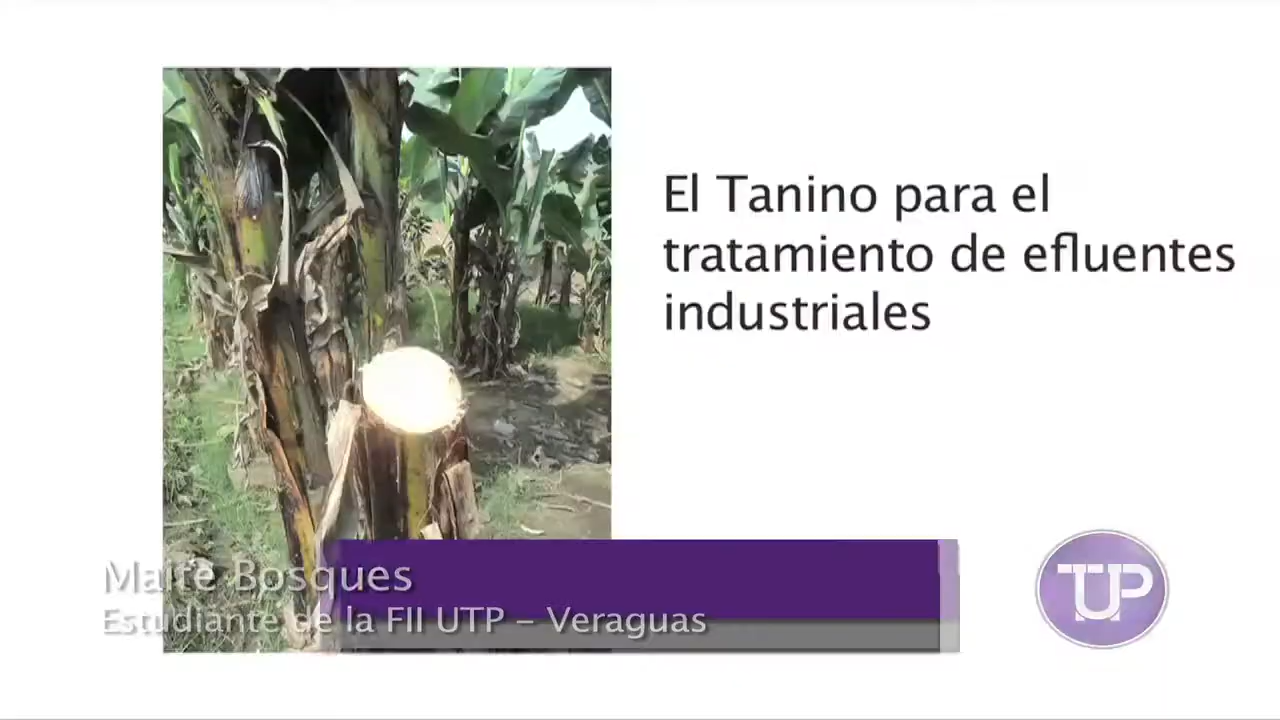 El Tanino para el
tratamiento de efluentes
industriales
Maite Bosques
Estudiante de la FII UTP – Veraguas
UTP